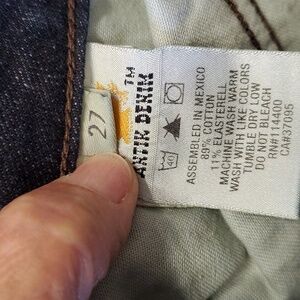 27
ANTIK DENIM
TM
40
ASSEMBLED IN MEXICO
89% COTTON
11% ELASTERELL
MACHINE WASH WARM
WASH WITH LIKE COLORS
TUMBLE DRY LOW
DO NOT BLEACH
RN#114400
CA#37095